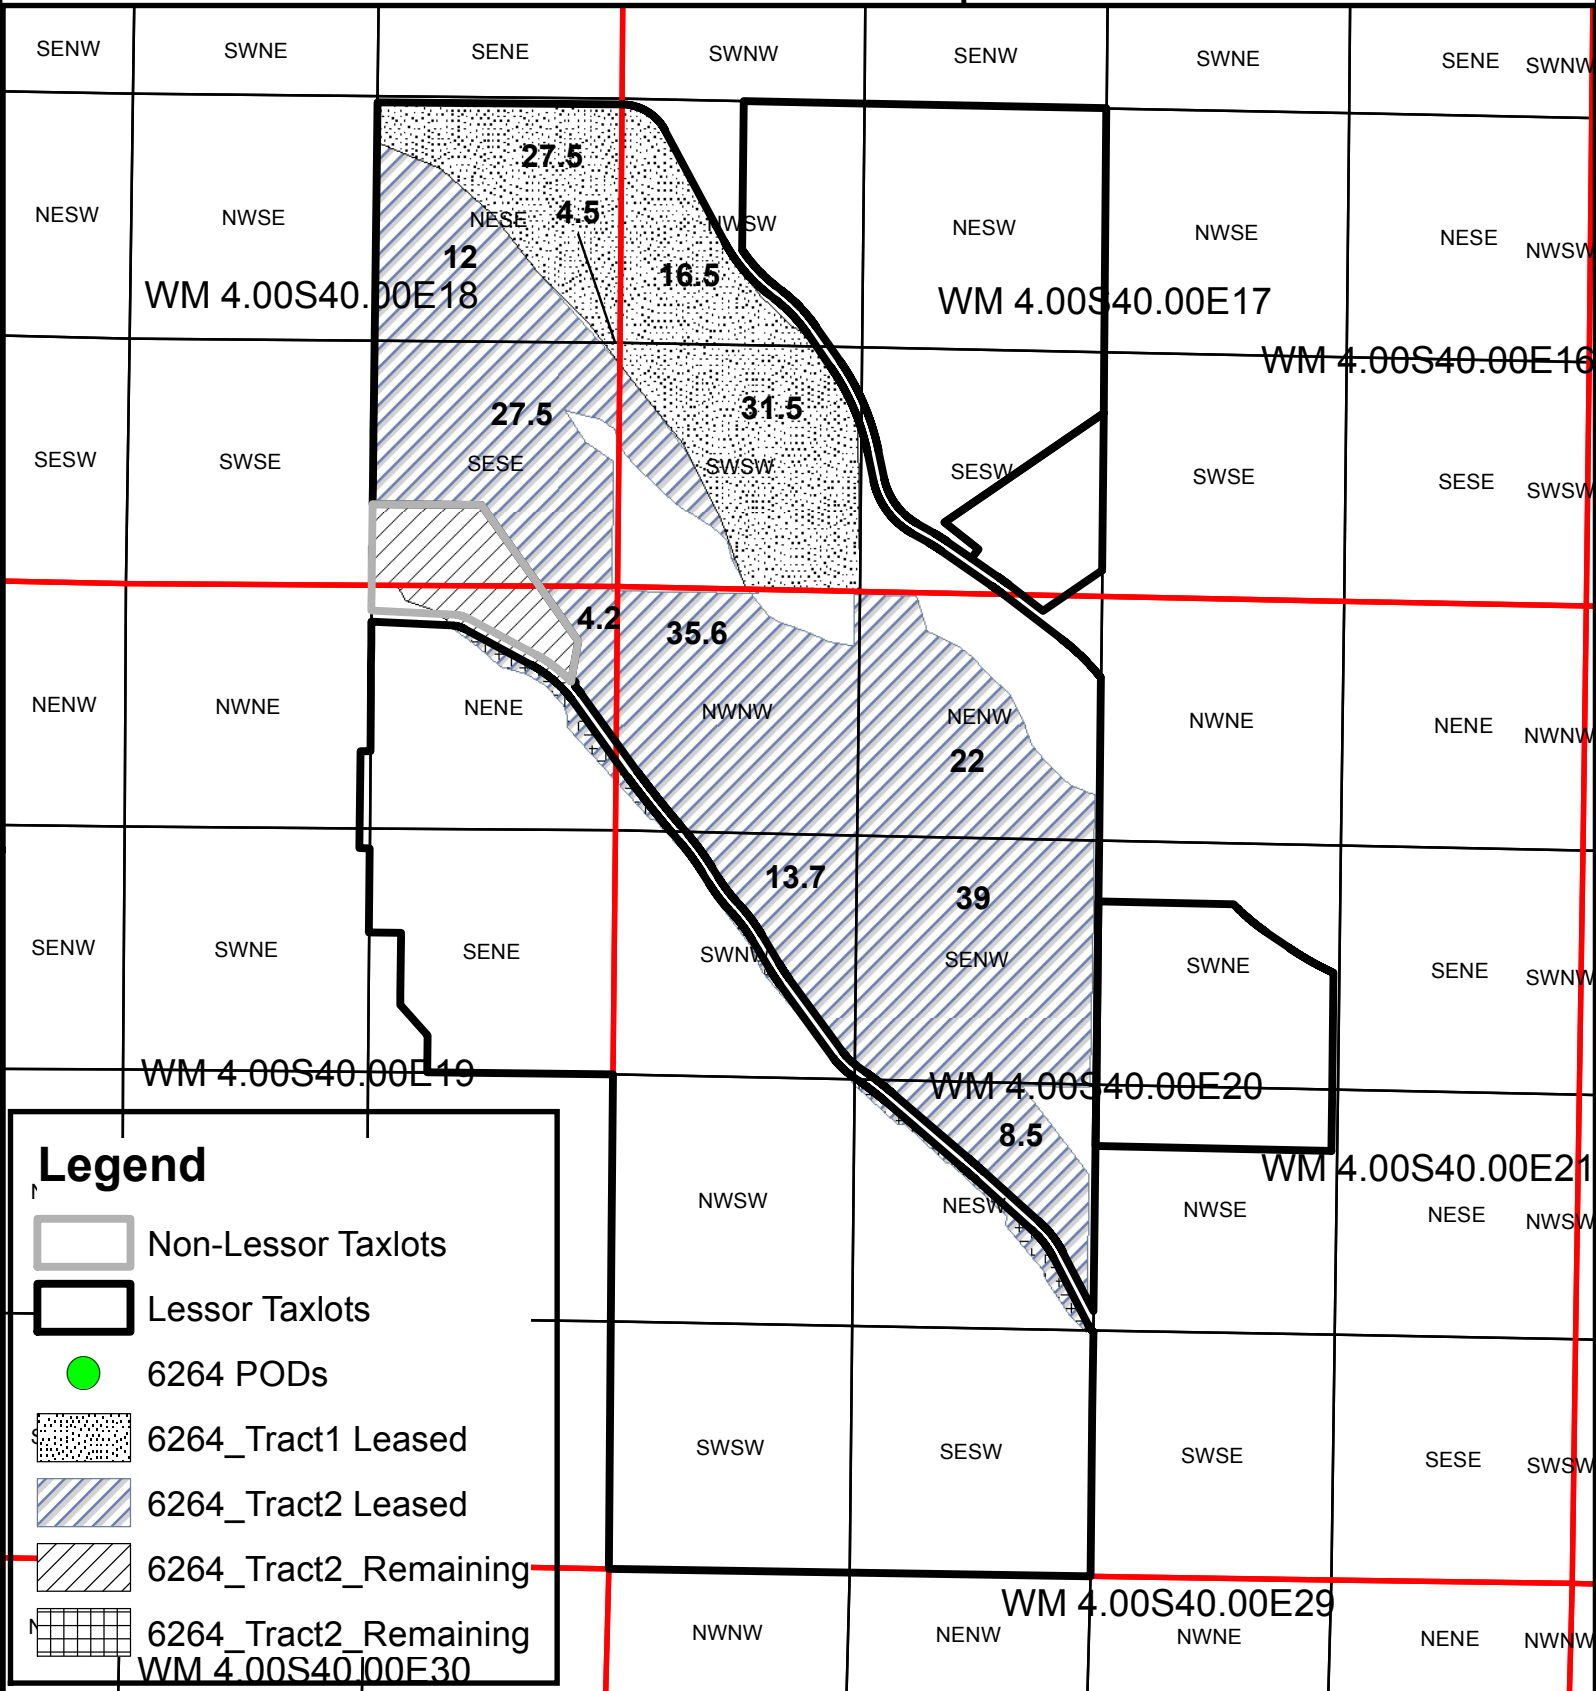 SENW SWNE SENE SWNW SENW SWNE SENE SWNW
27.5
NESW NWSE NESE 4.5 NWSW NESW NWSE NESE NWSW
12 16.5
WM 4.00S40.00E18 WM 4.00S40.00E17
WM 4.00S40.00E16
27.5 31.5
SESW SWSE SESE SWSW SESW SWSE SESE SWSW
4.2 35.6
NENW NWNE NENE NWNW NENW NWNE NENE NWNW
22
13.7 39
SENW SWNE SENE SWNW SENW SWNE SENE SWNW
WM 4.00S40.00E19 WM 4.00S40.00E20
8.5
WM 4.00S40.00E21
NWSW NESW NWSE NESE NWSW
SWSW SESW SWSE SESE SWSW
WM 4.00S40.00E29
NWNW NENW NWNE NENE NWNW
Legend
Non-Lessor Taxlots
Lessor Taxlots
6264 PODs
6264_Tract1 Leased
6264_Tract2 Leased
6264_Tract2_Remaining
6264_Tract2_Remaining
WM 4.00S40.00E30